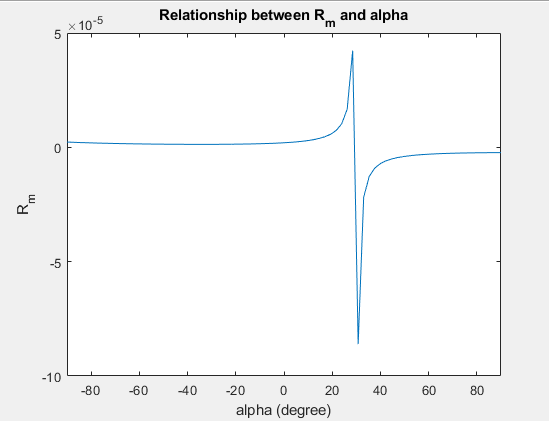 Relationship between R_m and alpha
×10⁻⁵
5
0
-5
-10
R_m
-80 -60 -40 -20 0 20 40 60 80
alpha (degree)